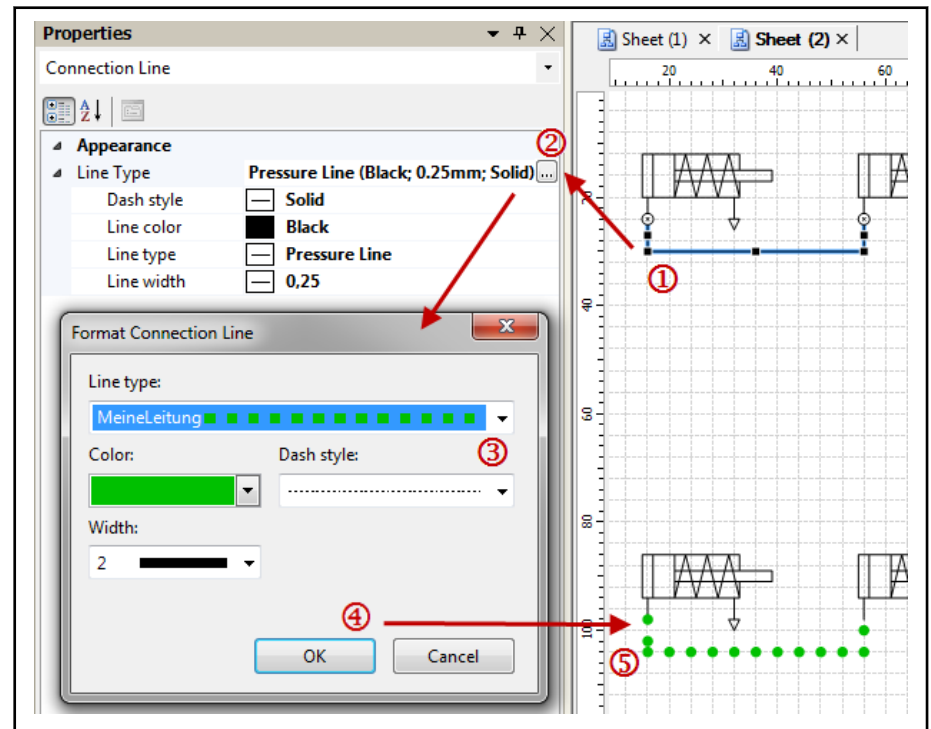 Properties
Connection Line
Appearance
Line Type Pressure Line (Black; 0.25mm; Solid) ...
Dash style Solid
Line color Black
Line type Pressure Line
Line width 0,25
②
Format Connection Line
Line type:
MeineLeitung
③
Color: Dash style:
Width:
2
④
OK Cancel
Sheet (1) Sheet (2)
20 40 60
20
①
40
60
80
100
⑤